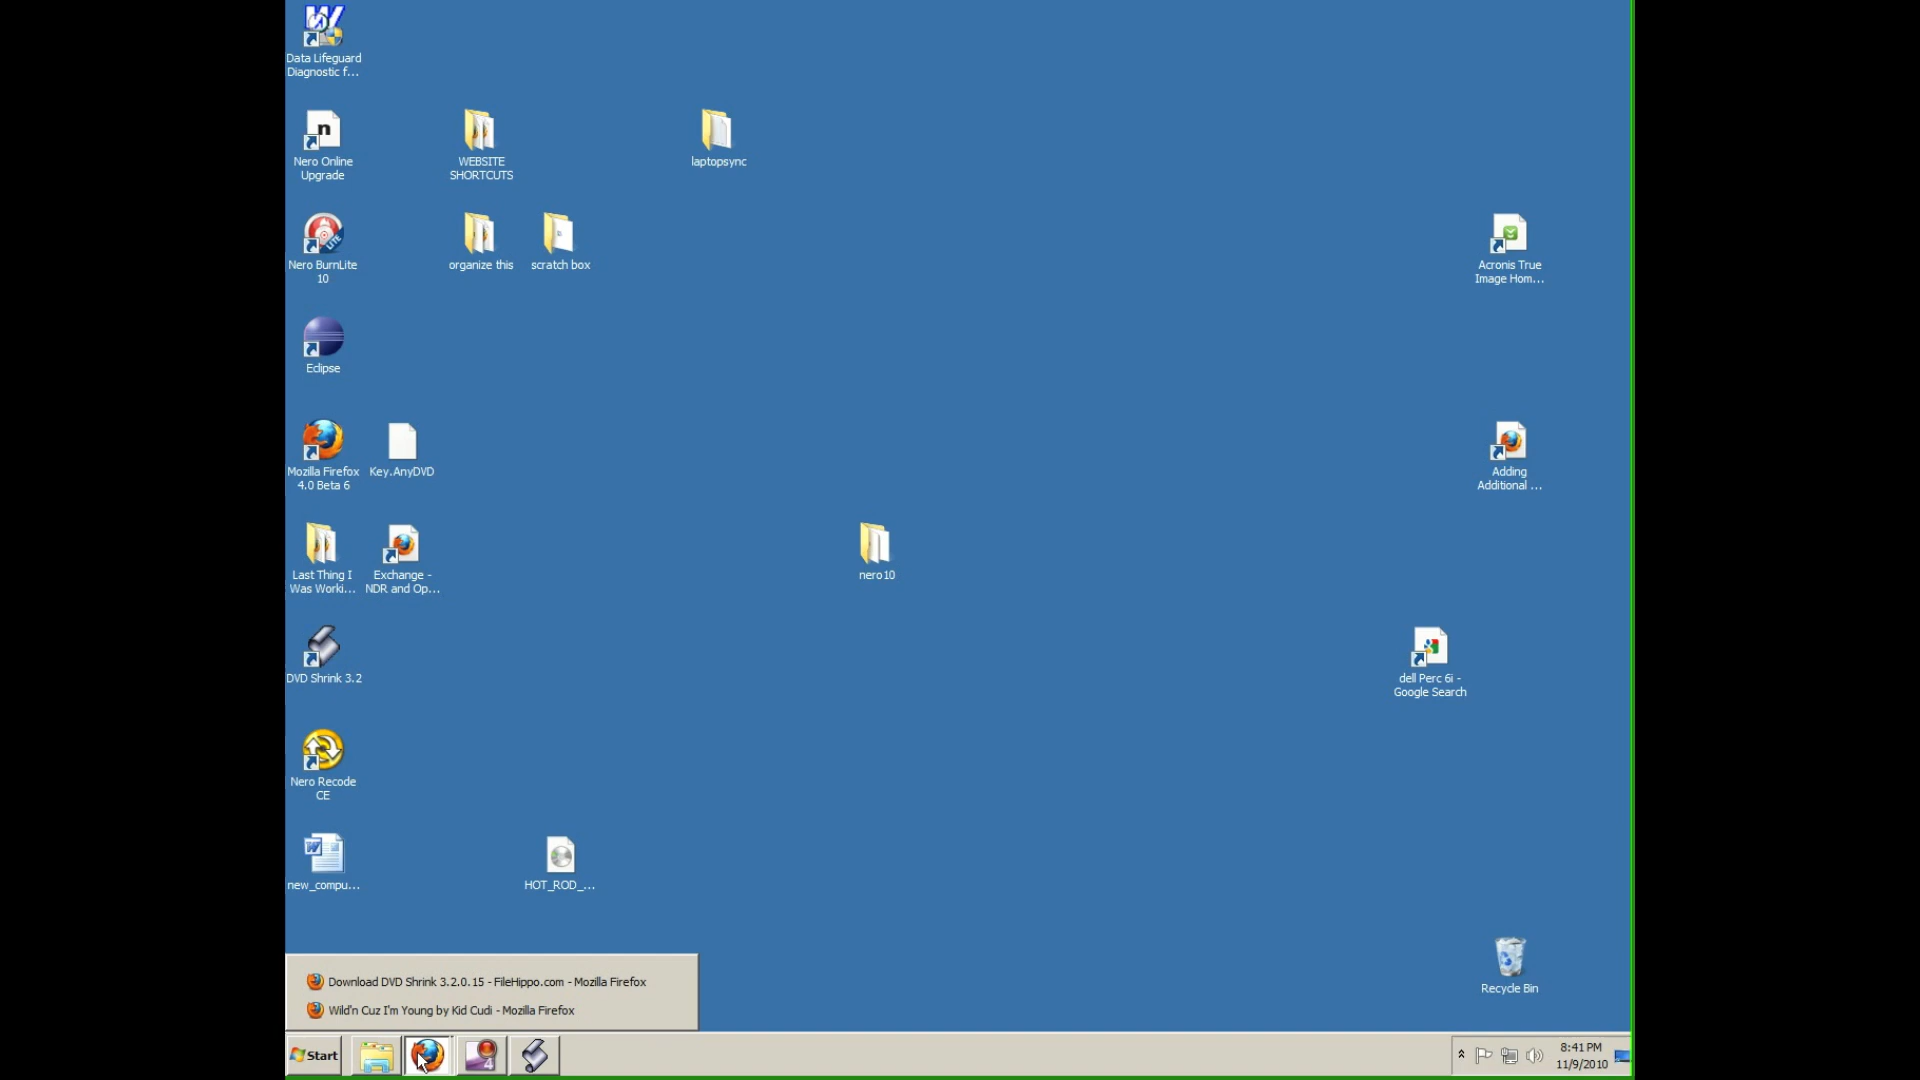 Data Lifeguard
Diagnostic f...
Nero Online
Upgrade
WEBSITE
SHORTCUTS
laptopsync
Nero BurnLite
10
organize this
scratch box
Acronis True
Image Hom...
Eclipse
Mozilla Firefox
4.0 Beta 6
Key.AnyDVD
Adding
Additional ...
Last Thing I
Was Worki...
Exchange -
NDR and Op...
nero10
DVD Shrink 3.2
dell Perc 6i -
Google Search
Nero Recode
CE
new_compu...
HOT_ROD_...
Recycle Bin
Download DVD Shrink 3.2.0.15 - FileHippo.com - Mozilla Firefox
Wild'n Cuz I'm Young by Kid Cudi - Mozilla Firefox
Start
8:41 PM
11/9/2010